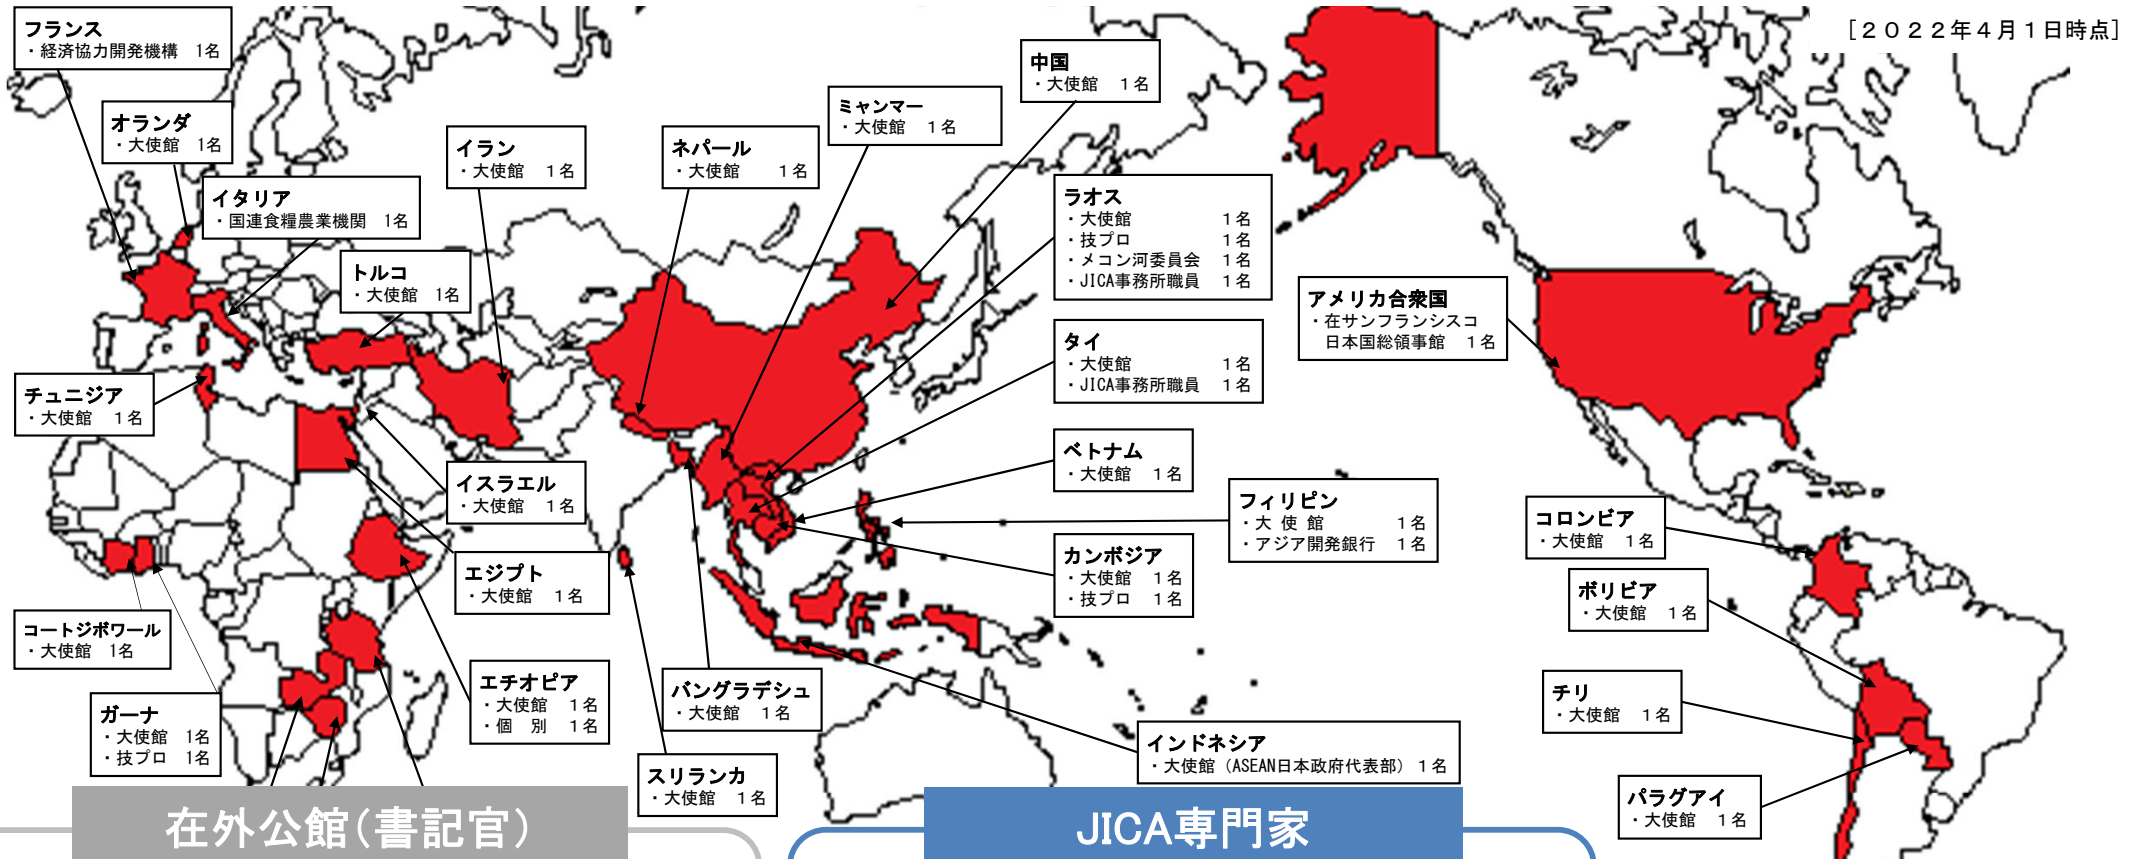 [２０２２年４月１日時点]
フランス
・経済協力開発機構 1名
オランダ
・大使館 1名
イタリア
・国連食糧農業機関 1名
トルコ
・大使館 1名
イラン
・大使館 １名
ネパール
・大使館 １名
ミャンマー
・大使館 １名
中国
・大使館 １名
ラオス
・大使館 １名
・技プロ １名
・メコン河委員会 １名
・JICA事務所職員 １名
タイ
・大使館 １名
・JICA事務所職員 １名
ベトナム
・大使館 １名
カンボジア
・大使館 １名
・技プロ １名
フィリピン
・大 使 館 １名
・アジア開発銀行 １名
アメリカ合衆国
・在サンフランシスコ
日本国総領事館 １名
チュニジア
・大使館 １名
イスラエル
・大使館 １名
エジプト
・大使館 １名
コートジボワール
・大使館 1名
ガーナ
・大使館 1名
・技プロ 1名
エチオピア
・大使館 １名
・個 別 １名
バングラデシュ
・大使館 １名
スリランカ
・大使館 １名
インドネシア
・大使館（ASEAN日本政府代表部）１名
コロンビア
・大使館 １名
ボリビア
・大使館 １名
チリ
・大使館 １名
パラグアイ
・大使館 １名
在外公館（書記官）
JICA専門家